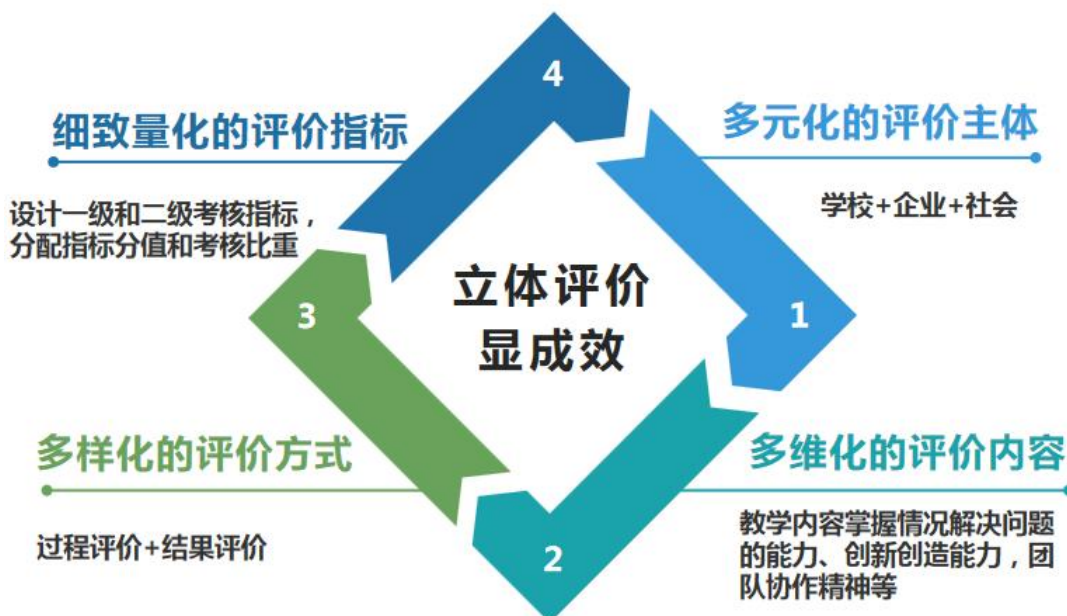 4
细致量化的评价指标
多元化的评价主体
设计一级和二级考核指标，
分配指标分值和考核比重
学校+企业+社会
立体评价
显成效
3
1
多样化的评价方式
多维化的评价内容
过程评价+结果评价
教学内容掌握情况解决问题
的能力、创新创造能力，团
队协作精神等
2